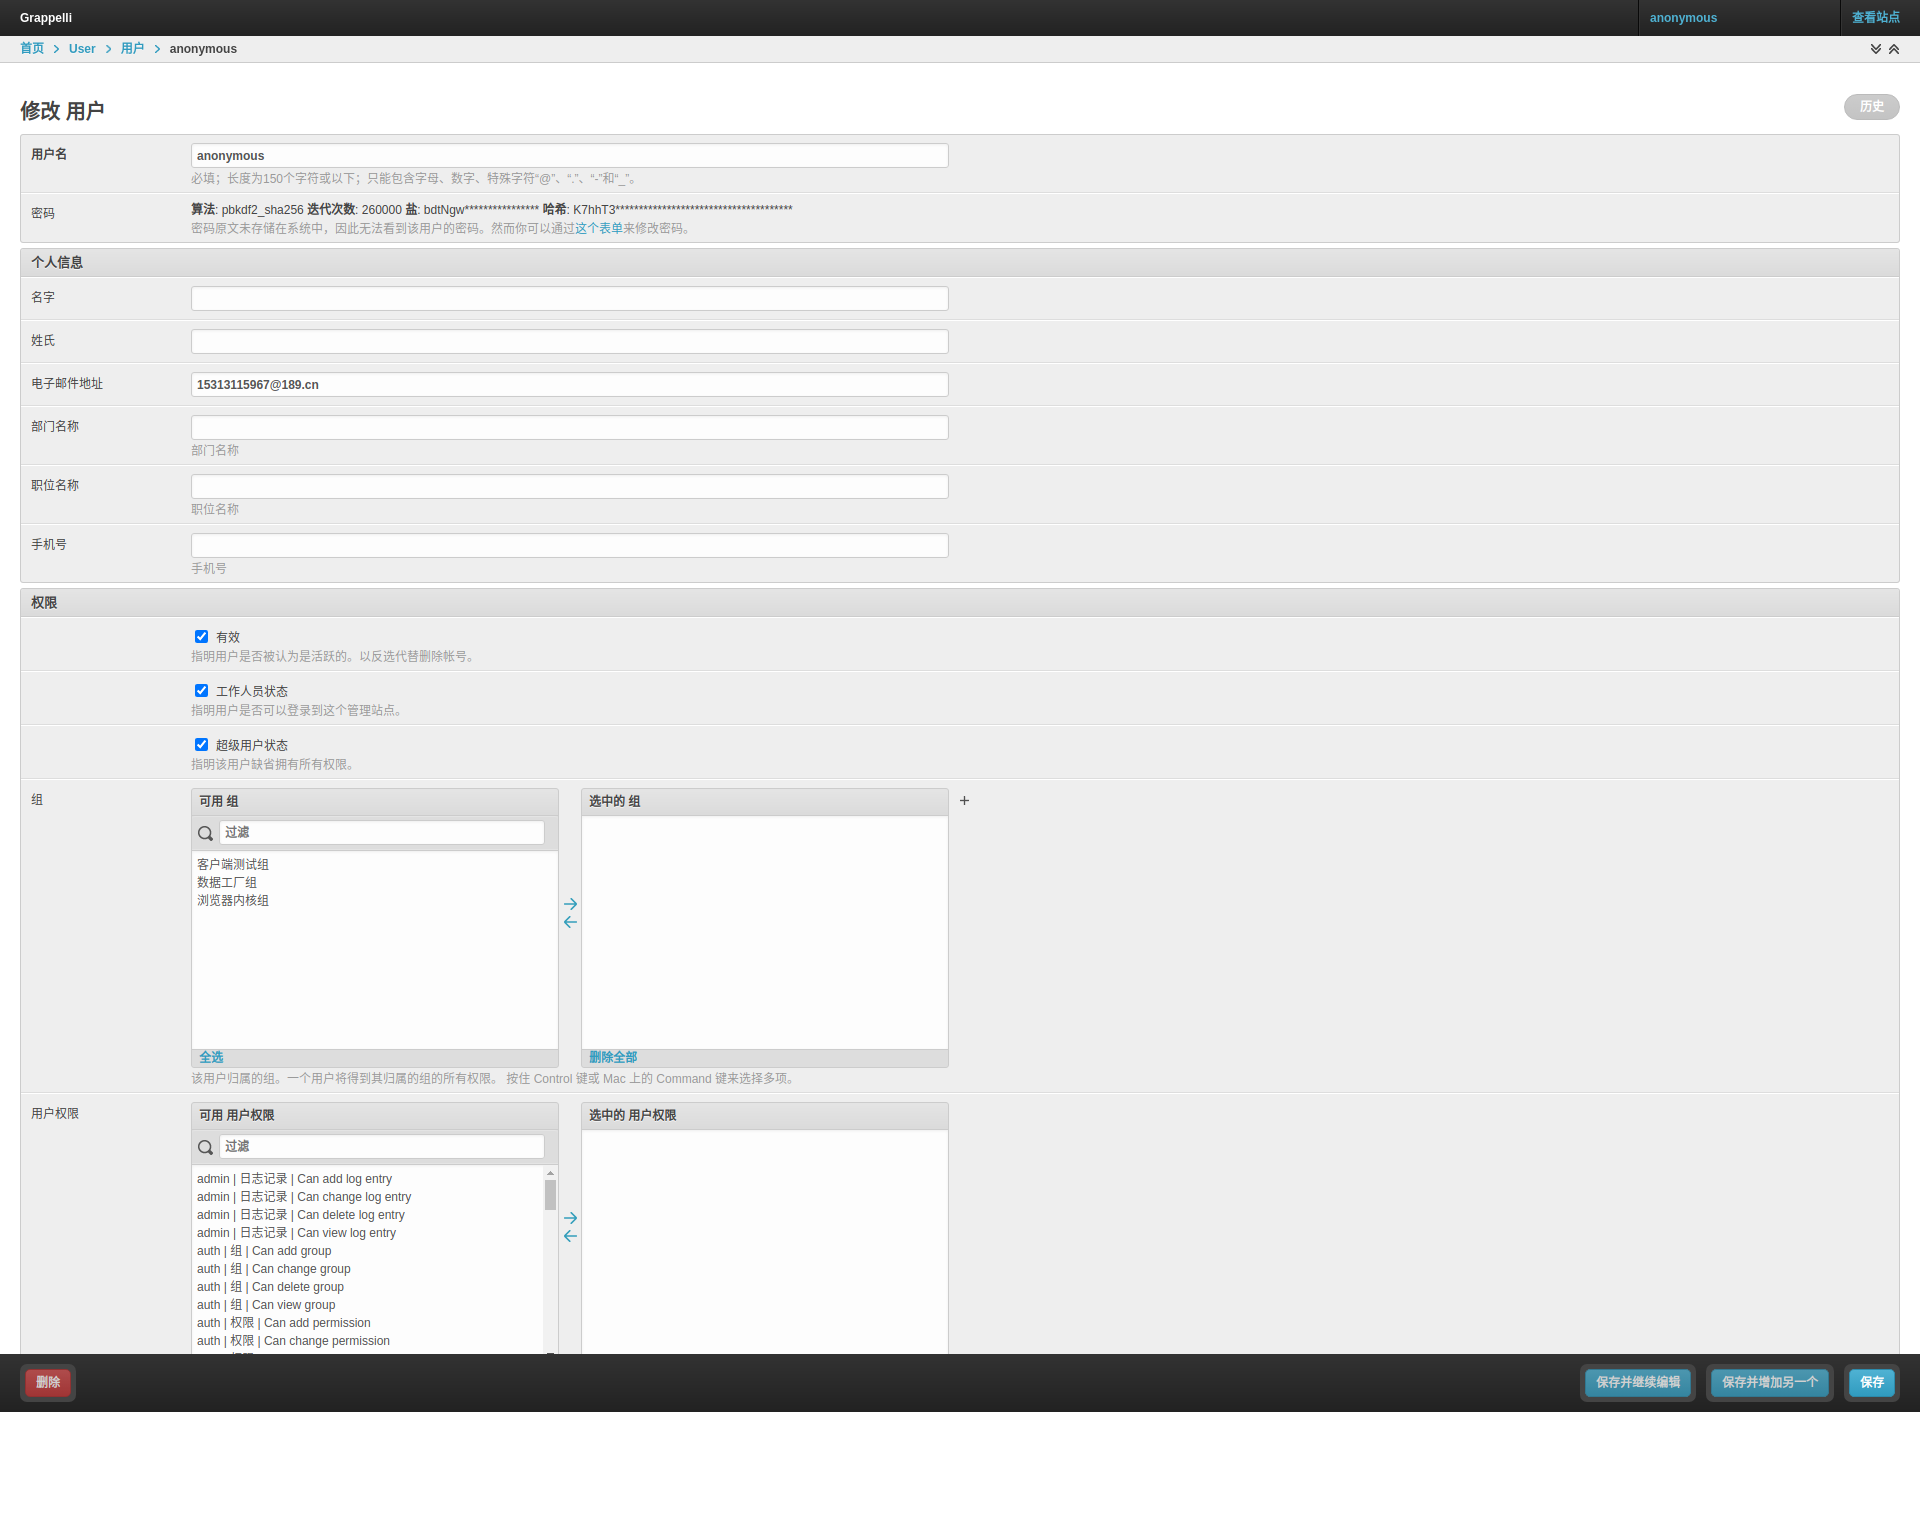 Grappelli
anonymous
查看站点
首页 User 用户 anonymous
修改 用户
历史
用户名
anonymous
必填；长度为150个字符或以下；只能包含字母、数字、特殊字符“@”、“.”、“-”和“_”。
密码
算法: pbkdf2_sha256 迭代次数: 260000 盐: bdtNgw**************** 哈希: K7hhT3**************************************
密码原文未存储在系统中，因此无法看到该用户的密码。然而你可以通过这个表单来修改密码。
个人信息
名字
姓氏
电子邮件地址
15313115967@189.cn
部门名称
部门名称
职位名称
职位名称
手机号
手机号
权限
有效
指明用户是否被认为是活跃的。以反选代替删除帐号。
工作人员状态
指明用户是否可以登录到这个管理站点。
超级用户状态
指明该用户缺省拥有所有权限。
组
可用 组
选中的 组
过滤
客户端测试组
数据工厂组
浏览器内核组
全选
删除全部
该用户归属的组。一个用户将得到其归属的组的所有权限。 按住 Control 键或 Mac 上的 Command 键来选择多项。
用户权限
可用 用户权限
选中的 用户权限
过滤
admin | 日志记录 | Can add log entry
admin | 日志记录 | Can change log entry
admin | 日志记录 | Can delete log entry
admin | 日志记录 | Can view log entry
auth | 组 | Can add group
auth | 组 | Can change group
auth | 组 | Can delete group
auth | 组 | Can view group
auth | 权限 | Can add permission
auth | 权限 | Can change permission
删除
保存并继续编辑
保存并增加另一个
保存